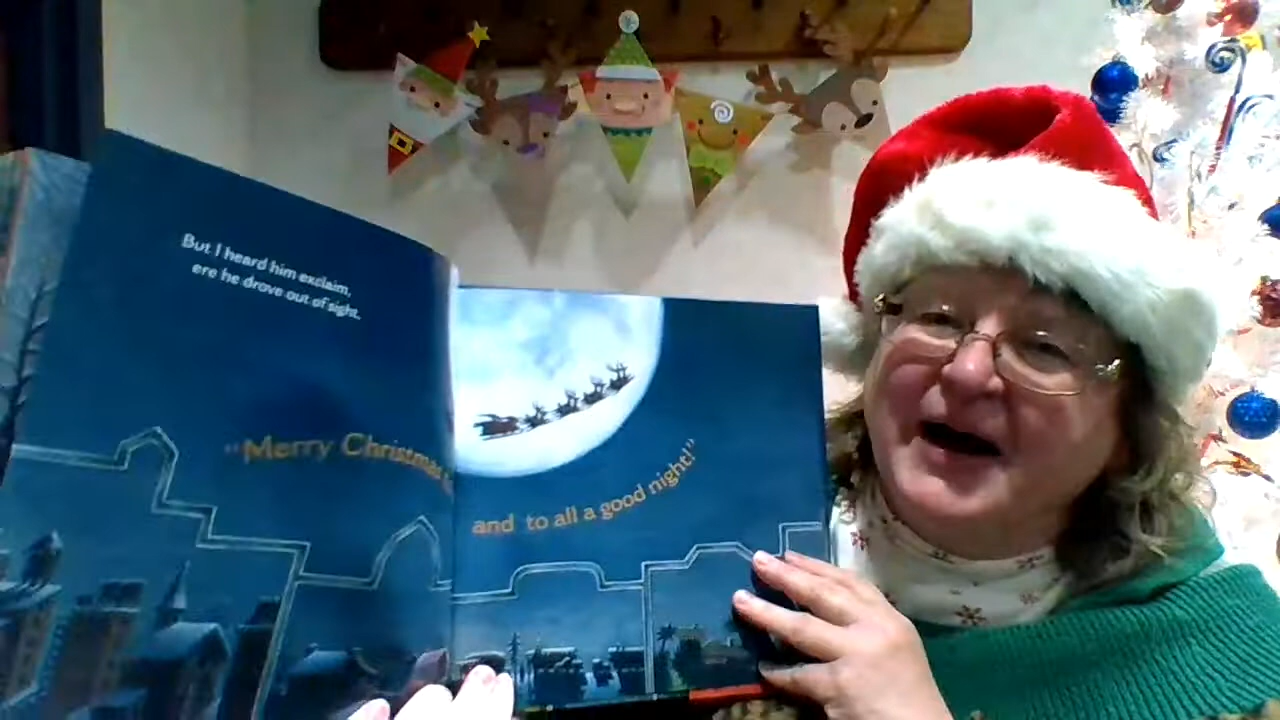 But I heard him exclaim,
ere he drove out of sight,
"Merry Christmas
and to all a good night!"